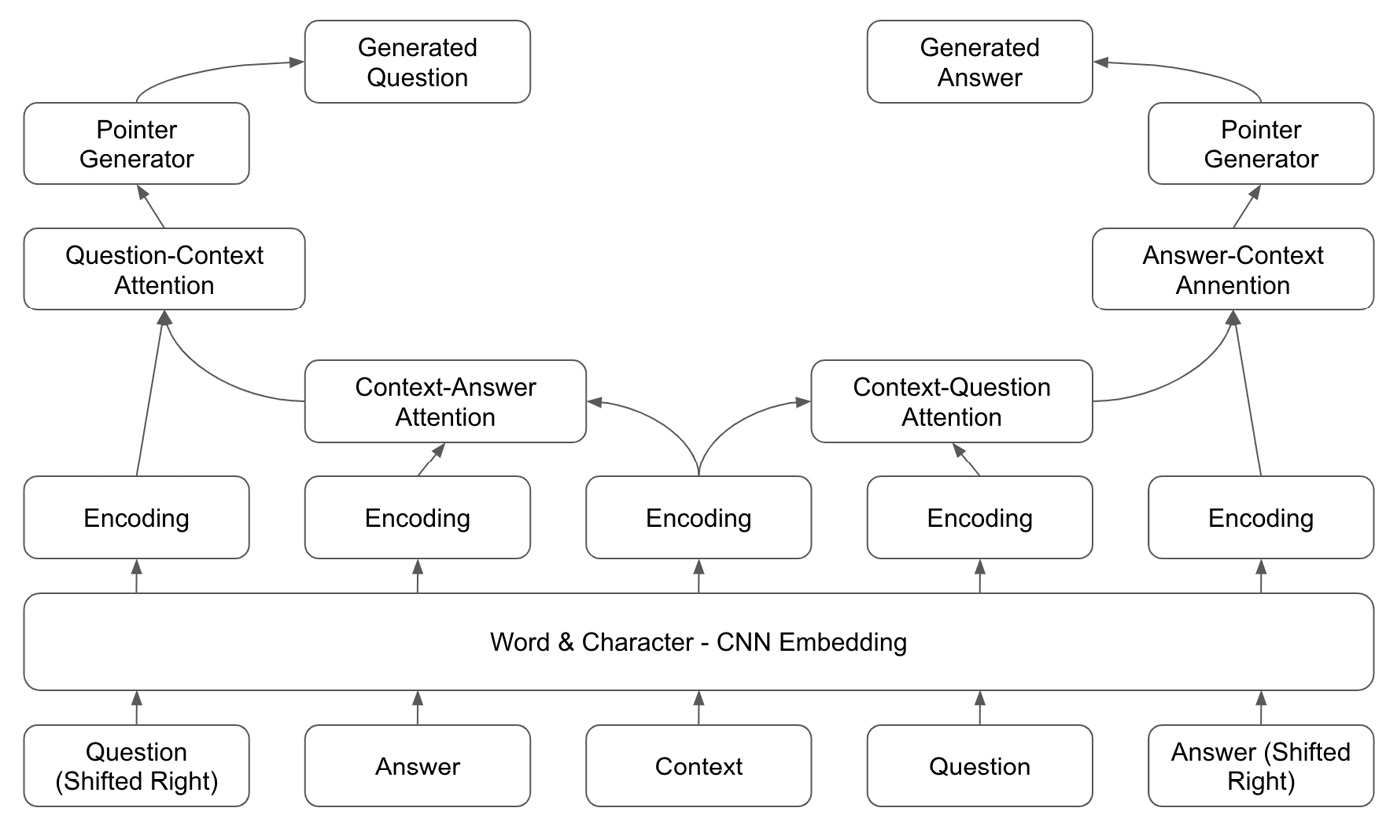 Generated
Question
Generated
Answer
Pointer
Generator
Pointer
Generator
Question-Context
Attention
Answer-Context
Annention
Context-Answer
Attention
Context-Question
Attention
Encoding
Encoding
Encoding
Encoding
Encoding
Word & Character - CNN Embedding
Question
(Shifted Right)
Answer
Context
Question
Answer (Shifted
Right)